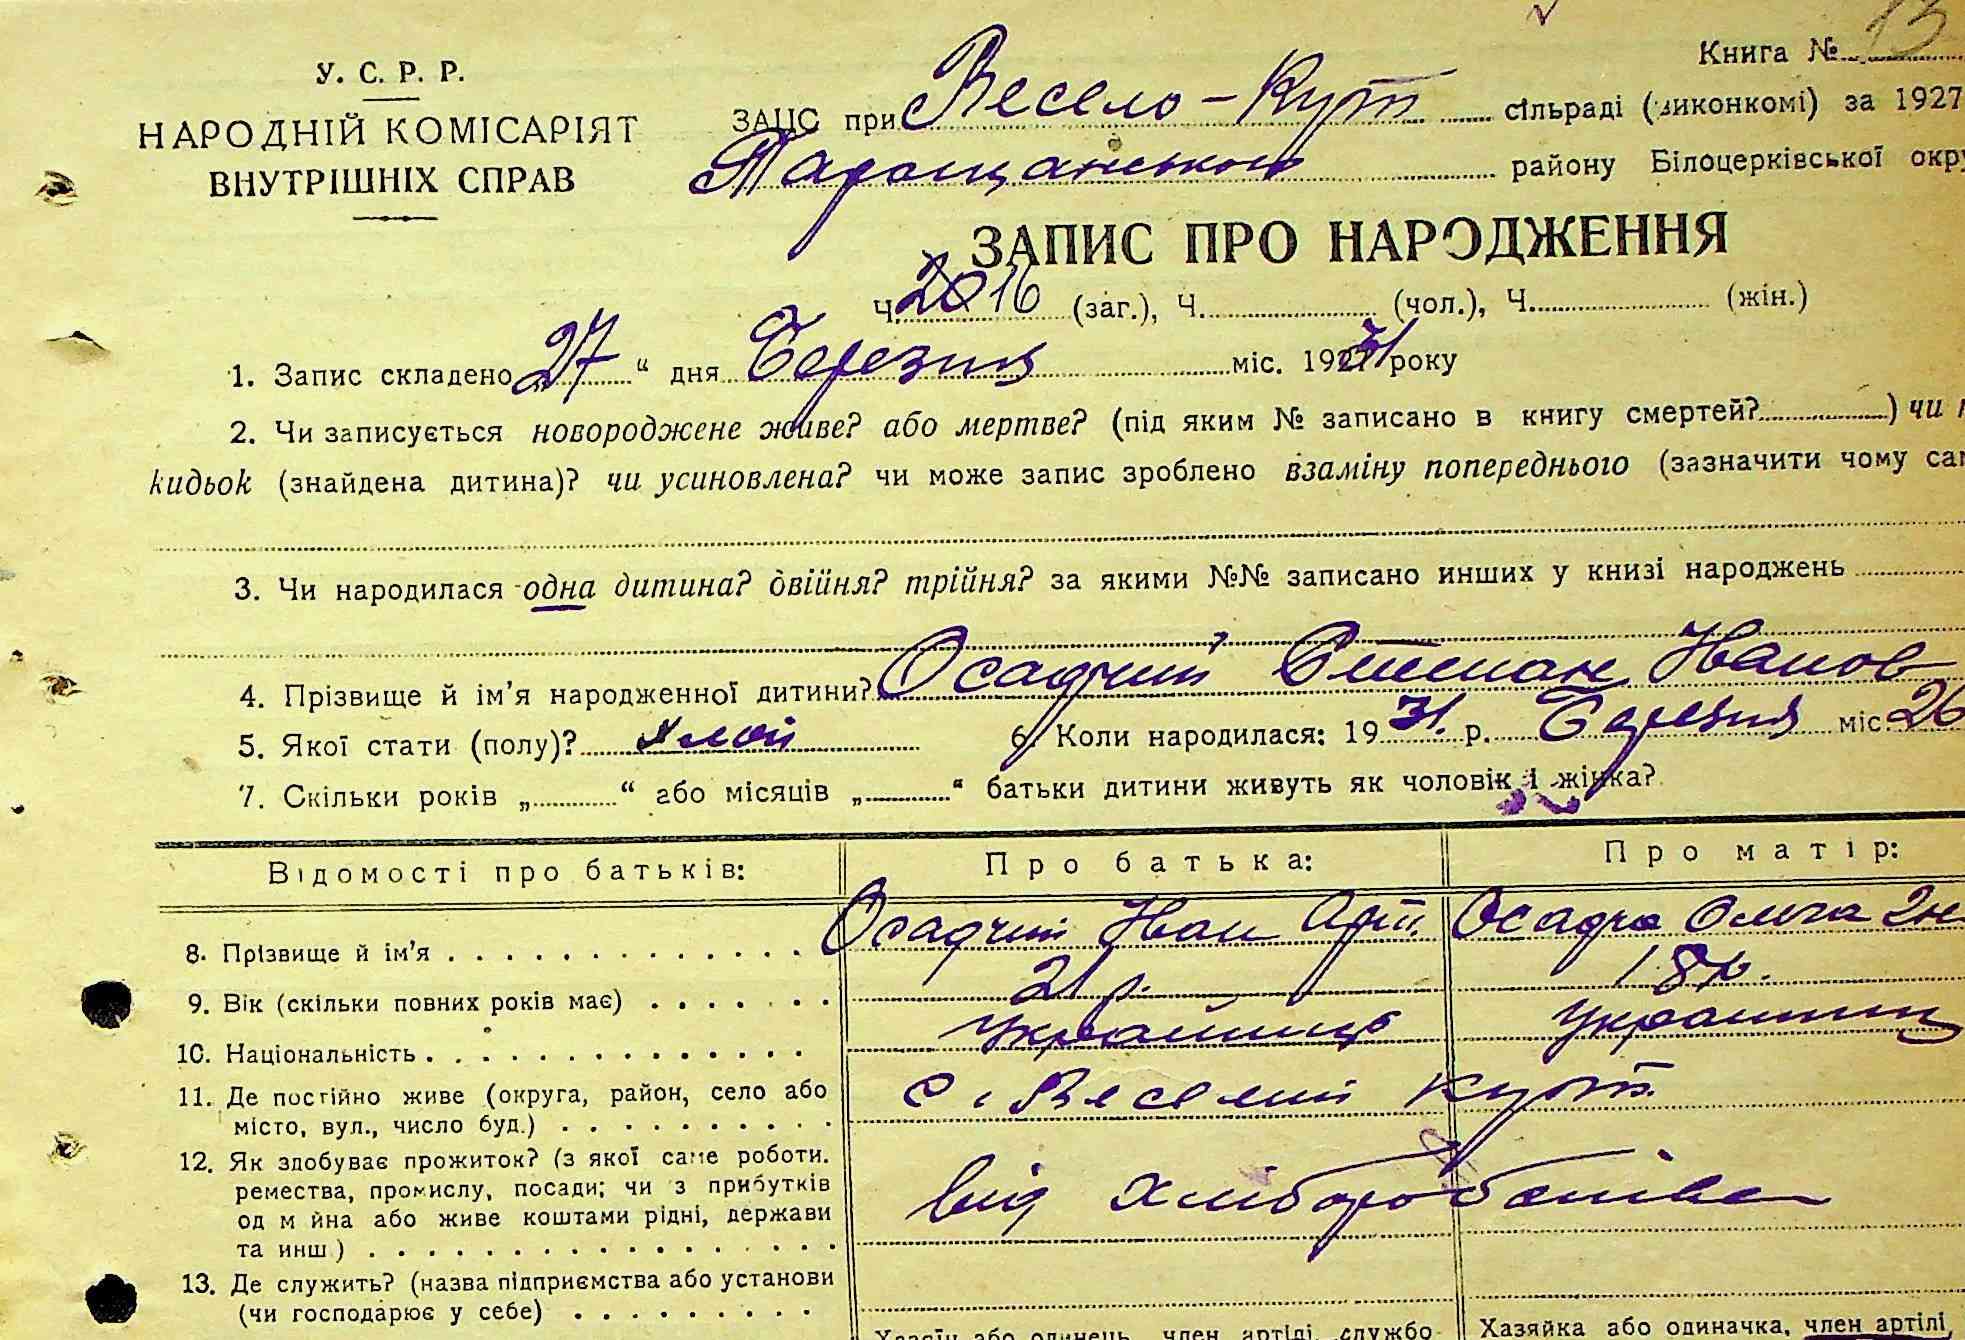 13
У. С. Р. Р.
НАРОДНІЙ КОМІСАРІЯТ
ВНУТРІШНІХ СПРАВ
Книга №
ЗАЦС при Весело-Кут сільраді (виконкомі) за 1927
Таращанського району Білоцерківської окру
ЗАПИС ПРО НАРОДЖЕННЯ
Ч. 16 (заг.), Ч. (чол.), Ч. (жін.)
1. Запис складено „27“ дня Березня міс. 1931 року
2. Чи записується новороджене живе? або мертве? (під яким № записано в книгу смертей? ) чи п
кидьок (знайдена дитина)? чи усиновлена? чи може запис зроблено взаміну попереднього (зазначити чому сам
3. Чи народилася одна дитина? двійня? трійня? за якими №№ записано инших у книзі народжень
4. Прізвище й ім'я народженної дитини? Осадчий Степан Іванов
5. Якої стати (полу)? 6. Коли народилася: 1931 р. Березня міс. 26
7. Скільки років „ “ або місяців „ “ батьки дитини живуть як чоловік і жінка?
Відомості про батьків: Про батька: Про матір:
8. Прізвище й ім'я Осадчий Іван Арт. Осадча Ольга
9. Вік (скільки повних років має) 21 р. 18 р.
10. Національність Українець Українки
11. Де постійно живе (округа, район, село або с. Веселий Кут.
місто, вул., число буд.)
12. Як здобуває прожиток? (з якої саме роботи. від хліборобства
ремества, промислу, посади; чи з прибутків
од м йна або живе коштами рідні, держави
та инш.)
13. Де служить? (назва підприємства або установи
(чи господарює у себе)
Хазяїн або одинець, член артілі, службо- Хазяйка або одиначка, член артілі,